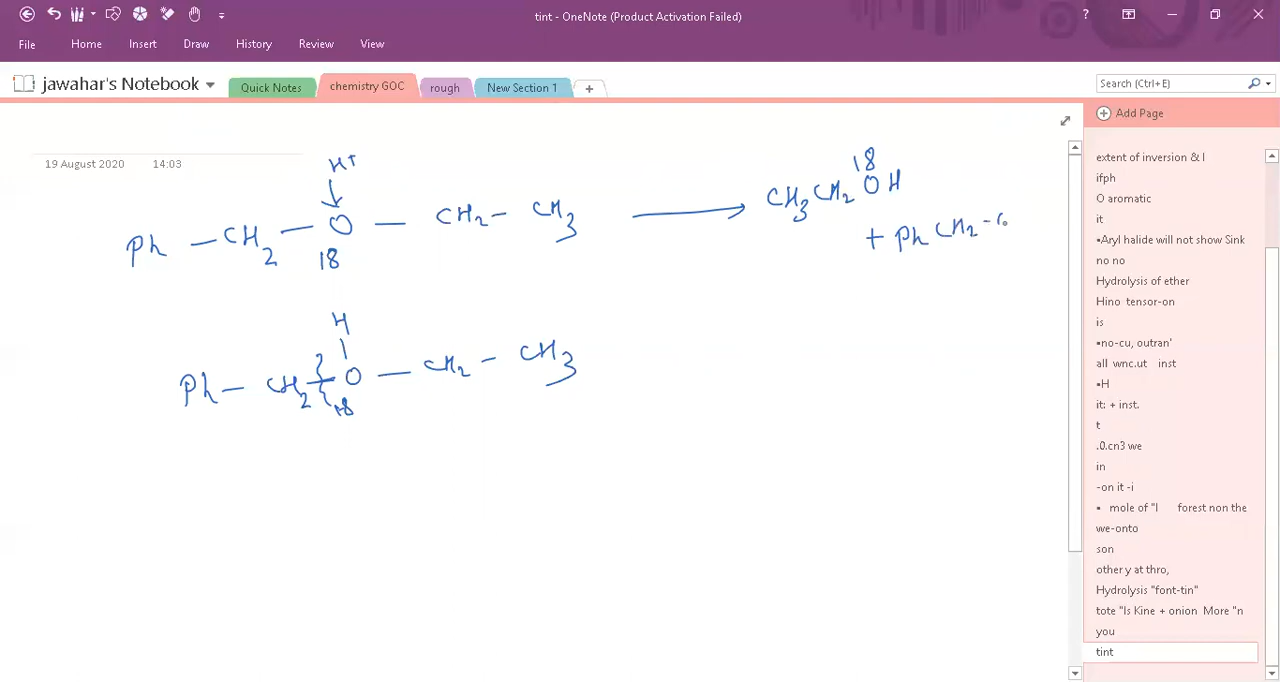 tint - OneNote (Product Activation Failed)
?
File Home Insert Draw History Review View
jawahar's Notebook Quick Notes chemistry GOC rough New Section 1 +
Search (Ctrl+E)
Add Page
19 August 2020 14:03
H+
Ph — CH2 — O — CH2 — CH3
18
18
CH3 CH2 OH
+ Ph CH2 -
H
Ph — CH2 — O — CH2 — CH3
18
extent of inversion & l
ifph
O aromatic
it
•Aryl halide will not show Sink
no no
Hydrolysis of ether
Hino tensor-on
is
•no-cu, outran'
all wnc.ut inst
•H
it: + inst.
t
.0.cn3 we
in
-on it -i
• mole of "l forest non the
we-onto
son
other y at thro,
Hydrolysis "font-tin"
tote "Is Kine + onion More "n
you
tint